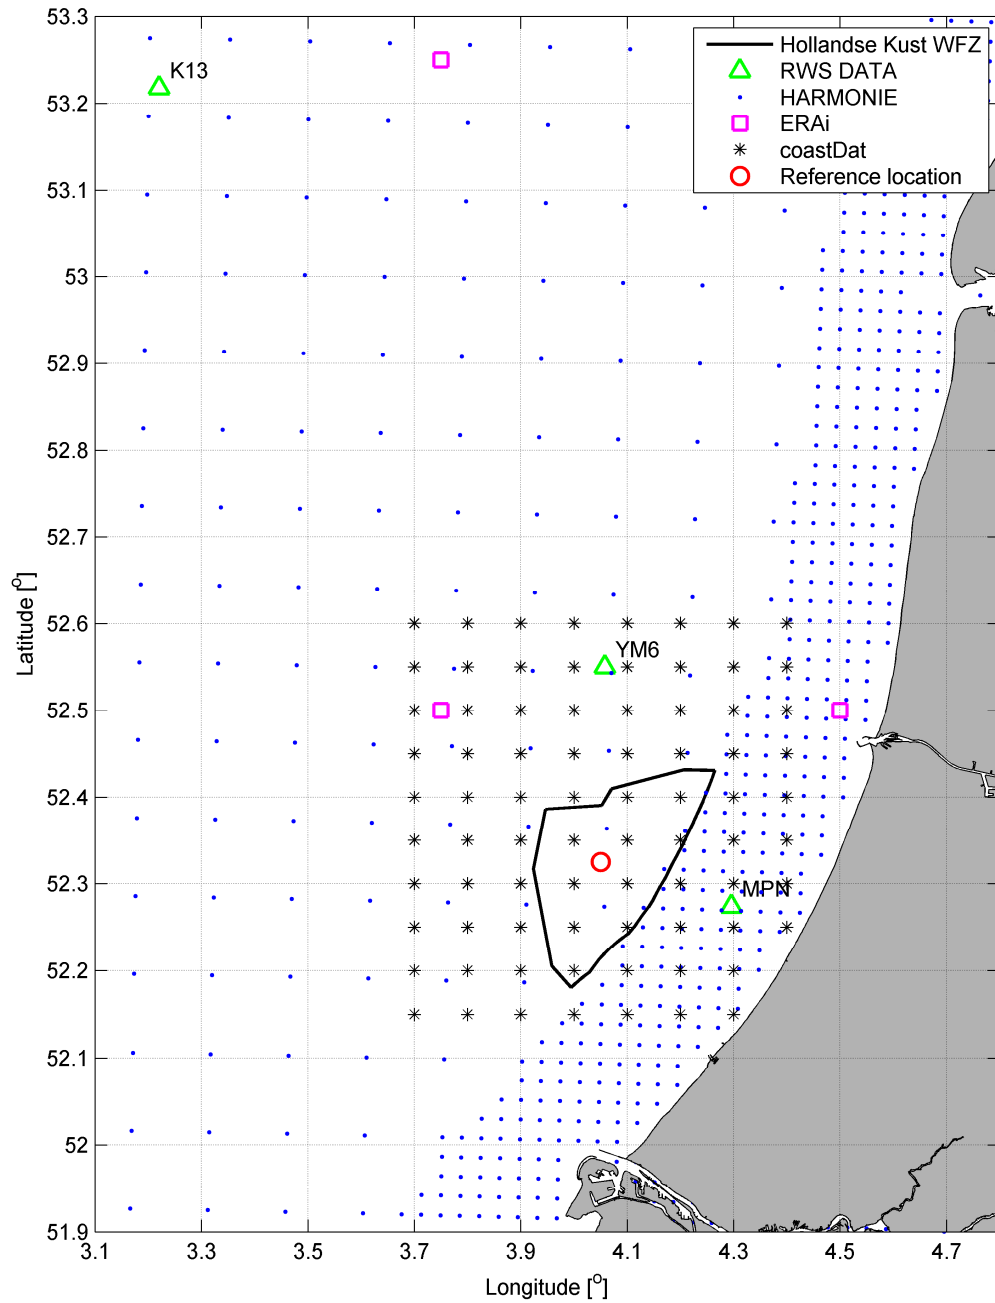 53.3
53.2
53.1
53
52.9
52.8
52.7
52.6
52.5
52.4
52.3
52.2
52.1
52
51.9
Latitude [o]
K13
Hollandse Kust WFZ
RWS DATA
HARMONIE
ERAi
coastDat
Reference location
YM6
MPN
3.1 3.3 3.5 3.7 3.9 4.1 4.3 4.5 4.7
Longitude [o]